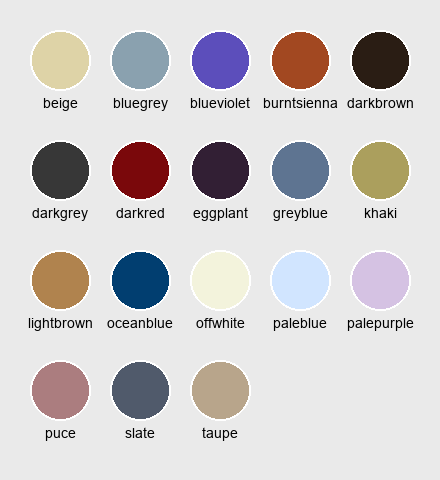 beige bluegrey blueviolet burntsienna darkbrown
darkgrey darkred eggplant greyblue khaki
lightbrown oceanblue offwhite paleblue palepurple
puce slate taupe